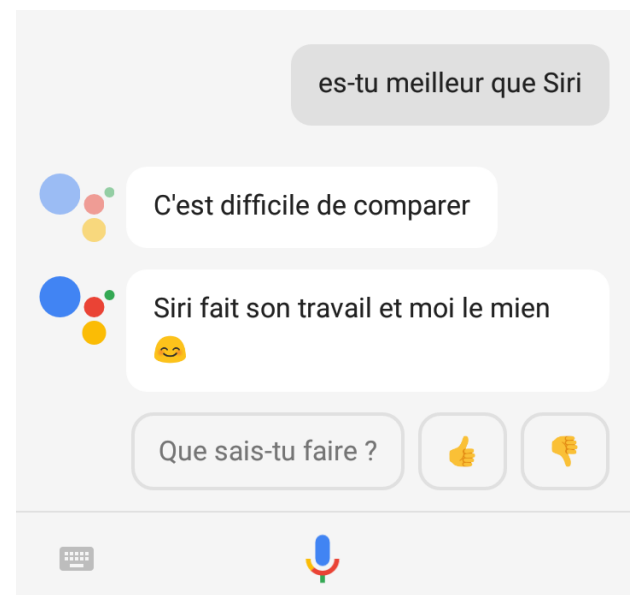 es-tu meilleur que Siri
C'est difficile de comparer
Siri fait son travail et moi le mien
😊
Que sais-tu faire ?
👍
👎